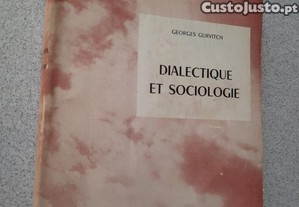 CustoJusto.pt
GEORGES GURVITCH
DIALECTIQUE
ET SOCIOLOGIE